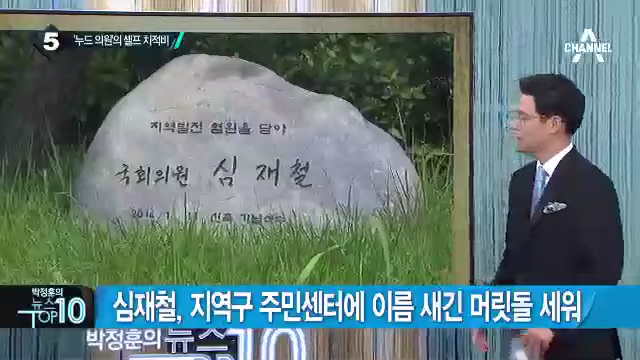 5
'누드 의원'의 셀프 치적비
CHANNEL A
지역발전 염원을 담아
국회의원 심재철
박정훈의
뉴스
TOP10
심재철, 지역구 주민센터에 이름 새긴 머릿돌 세워
박정훈의 뉴스
10